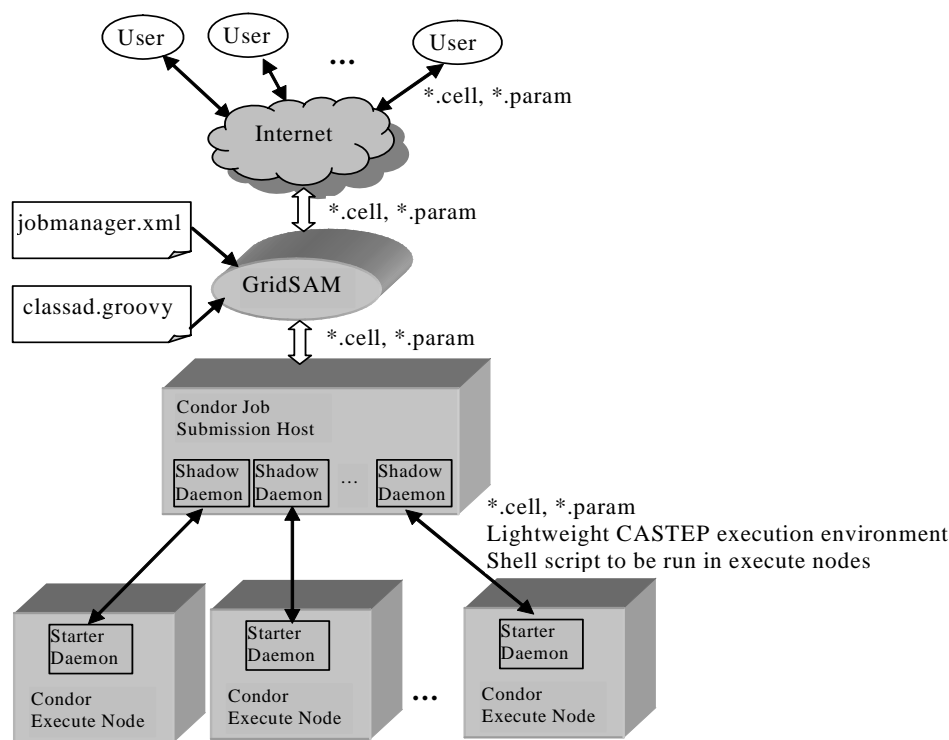 User
User
User
...
*.cell, *.param
Internet
*.cell, *.param
jobmanager.xml
GridSAM
classad.groovy
*.cell, *.param
Condor Job
Submission Host
Shadow
Daemon
Shadow
Daemon
...
Shadow
Daemon
*.cell, *.param
Lightweight CASTEP execution environment
Shell script to be run in execute nodes
Starter
Daemon
Condor
Execute Node
Starter
Daemon
Condor
Execute Node
...
Starter
Daemon
Condor
Execute Node